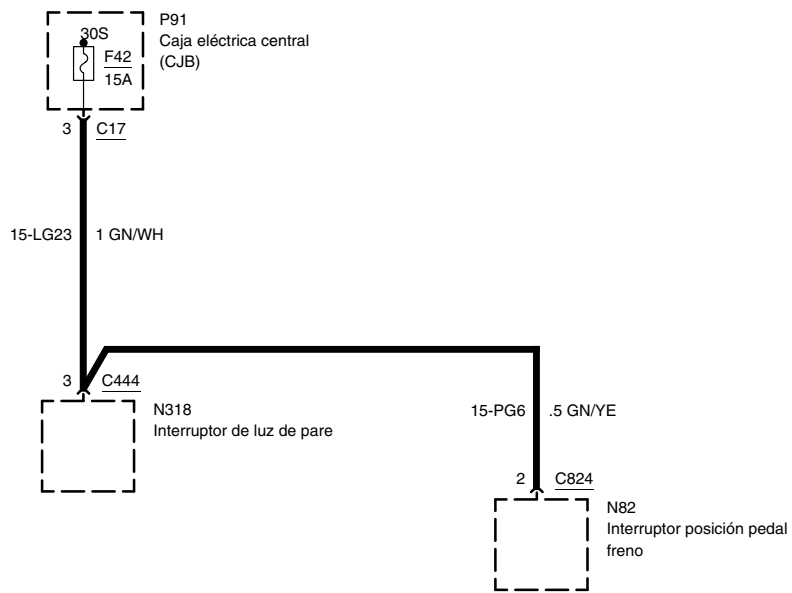 30S
F42
15A
P91
Caja eléctrica central
(CJB)
3 C17
15-LG23 1 GN/WH
3 C444
N318
Interruptor de luz de pare
15-PG6 .5 GN/YE
2 C824
N82
Interruptor posición pedal
freno